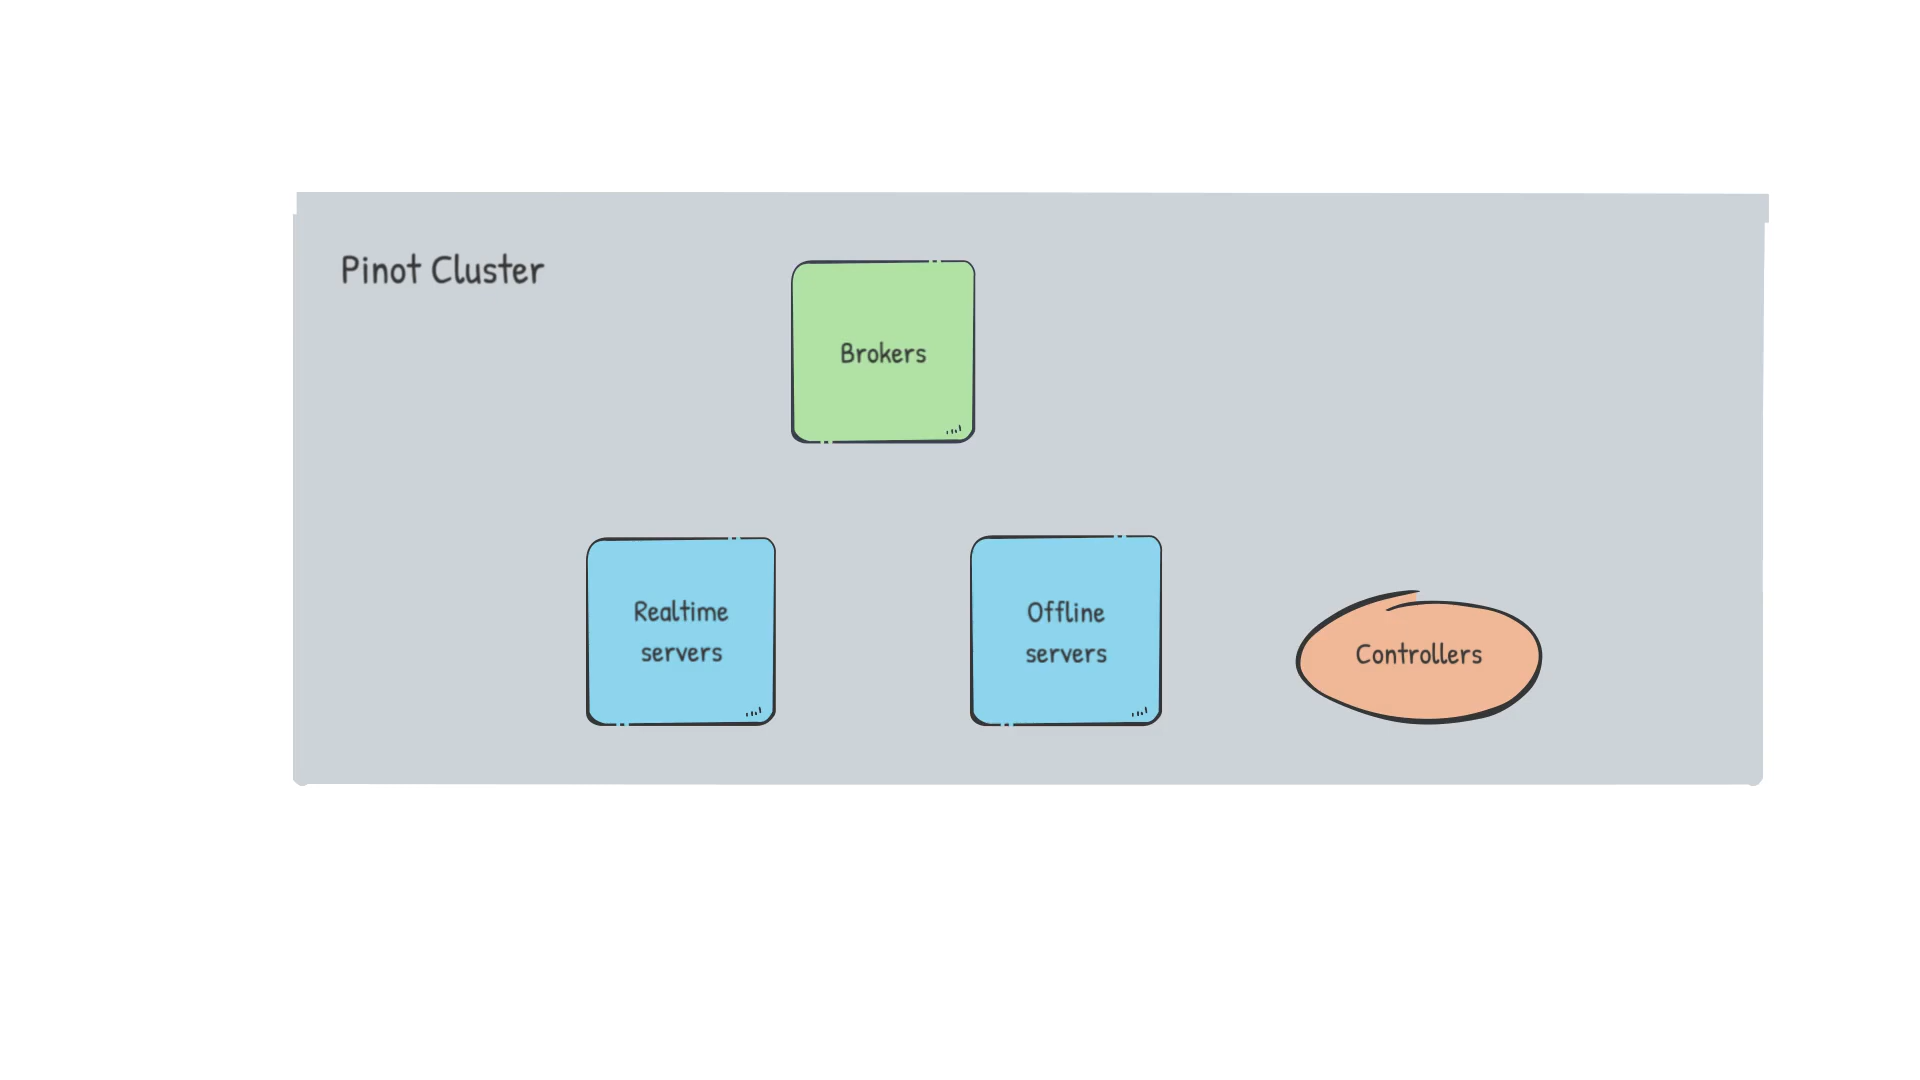 Pinot Cluster
Brokers
Realtime
servers
Offline
servers
Controllers